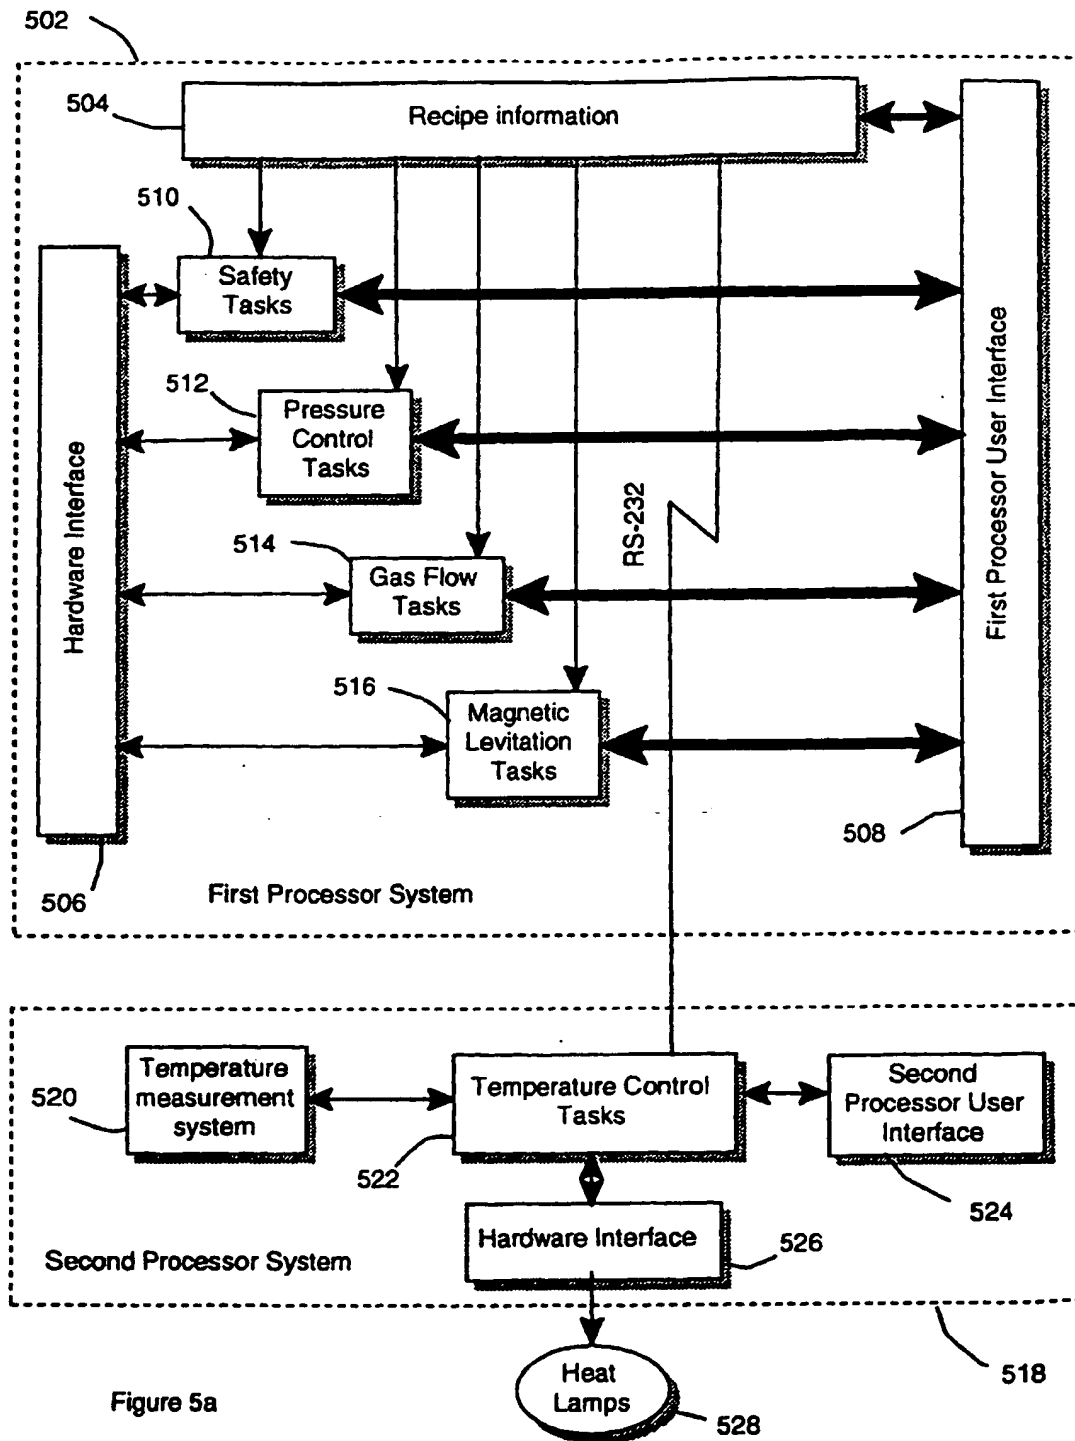 502
504
Recipe information
510
Safety
Tasks
512
Pressure
Control
Tasks
RS-232
514
Gas Flow
Tasks
516
Magnetic
Levitation
Tasks
Hardware Interface
First Processor User Interface
508
506
First Processor System
520
Temperature
measurement
system
Temperature Control
Tasks
522
Second
Processor User
Interface
524
Hardware Interface
526
Second Processor System
518
Heat
Lamps
528
Figure 5a